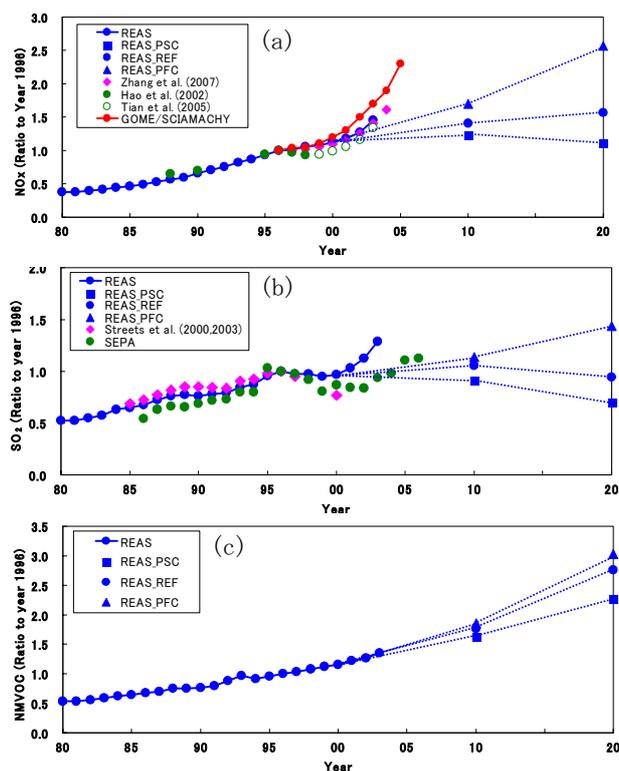 (a)
REAS
REAS_PSC
REAS_REF
REAS_PFC
Zhang et al. (2007)
Hao et al. (2002)
Tian et al. (2005)
GOME/SCIAMACHY
NOx (Ratio to Year 1996)
3.0
2.5
2.0
1.5
1.0
0.5
0.0
80 85 90 95 00 05 10 20
Year
(b)
REAS
REAS_PSC
REAS_REF
REAS_PFC
Streets et al. (2000,2003)
SEPA
SO₂ (Ratio to year 1996)
2.0
1.5
1.0
0.5
0.0
80 85 90 95 00 05 10 20
Year
(c)
REAS
REAS_PSC
REAS_REF
REAS_PFC
NMVOC (Ratio to year 1996)
3.5
3.0
2.5
2.0
1.5
1.0
0.5
0.0
80 85 90 95 00 05 10 20
Year